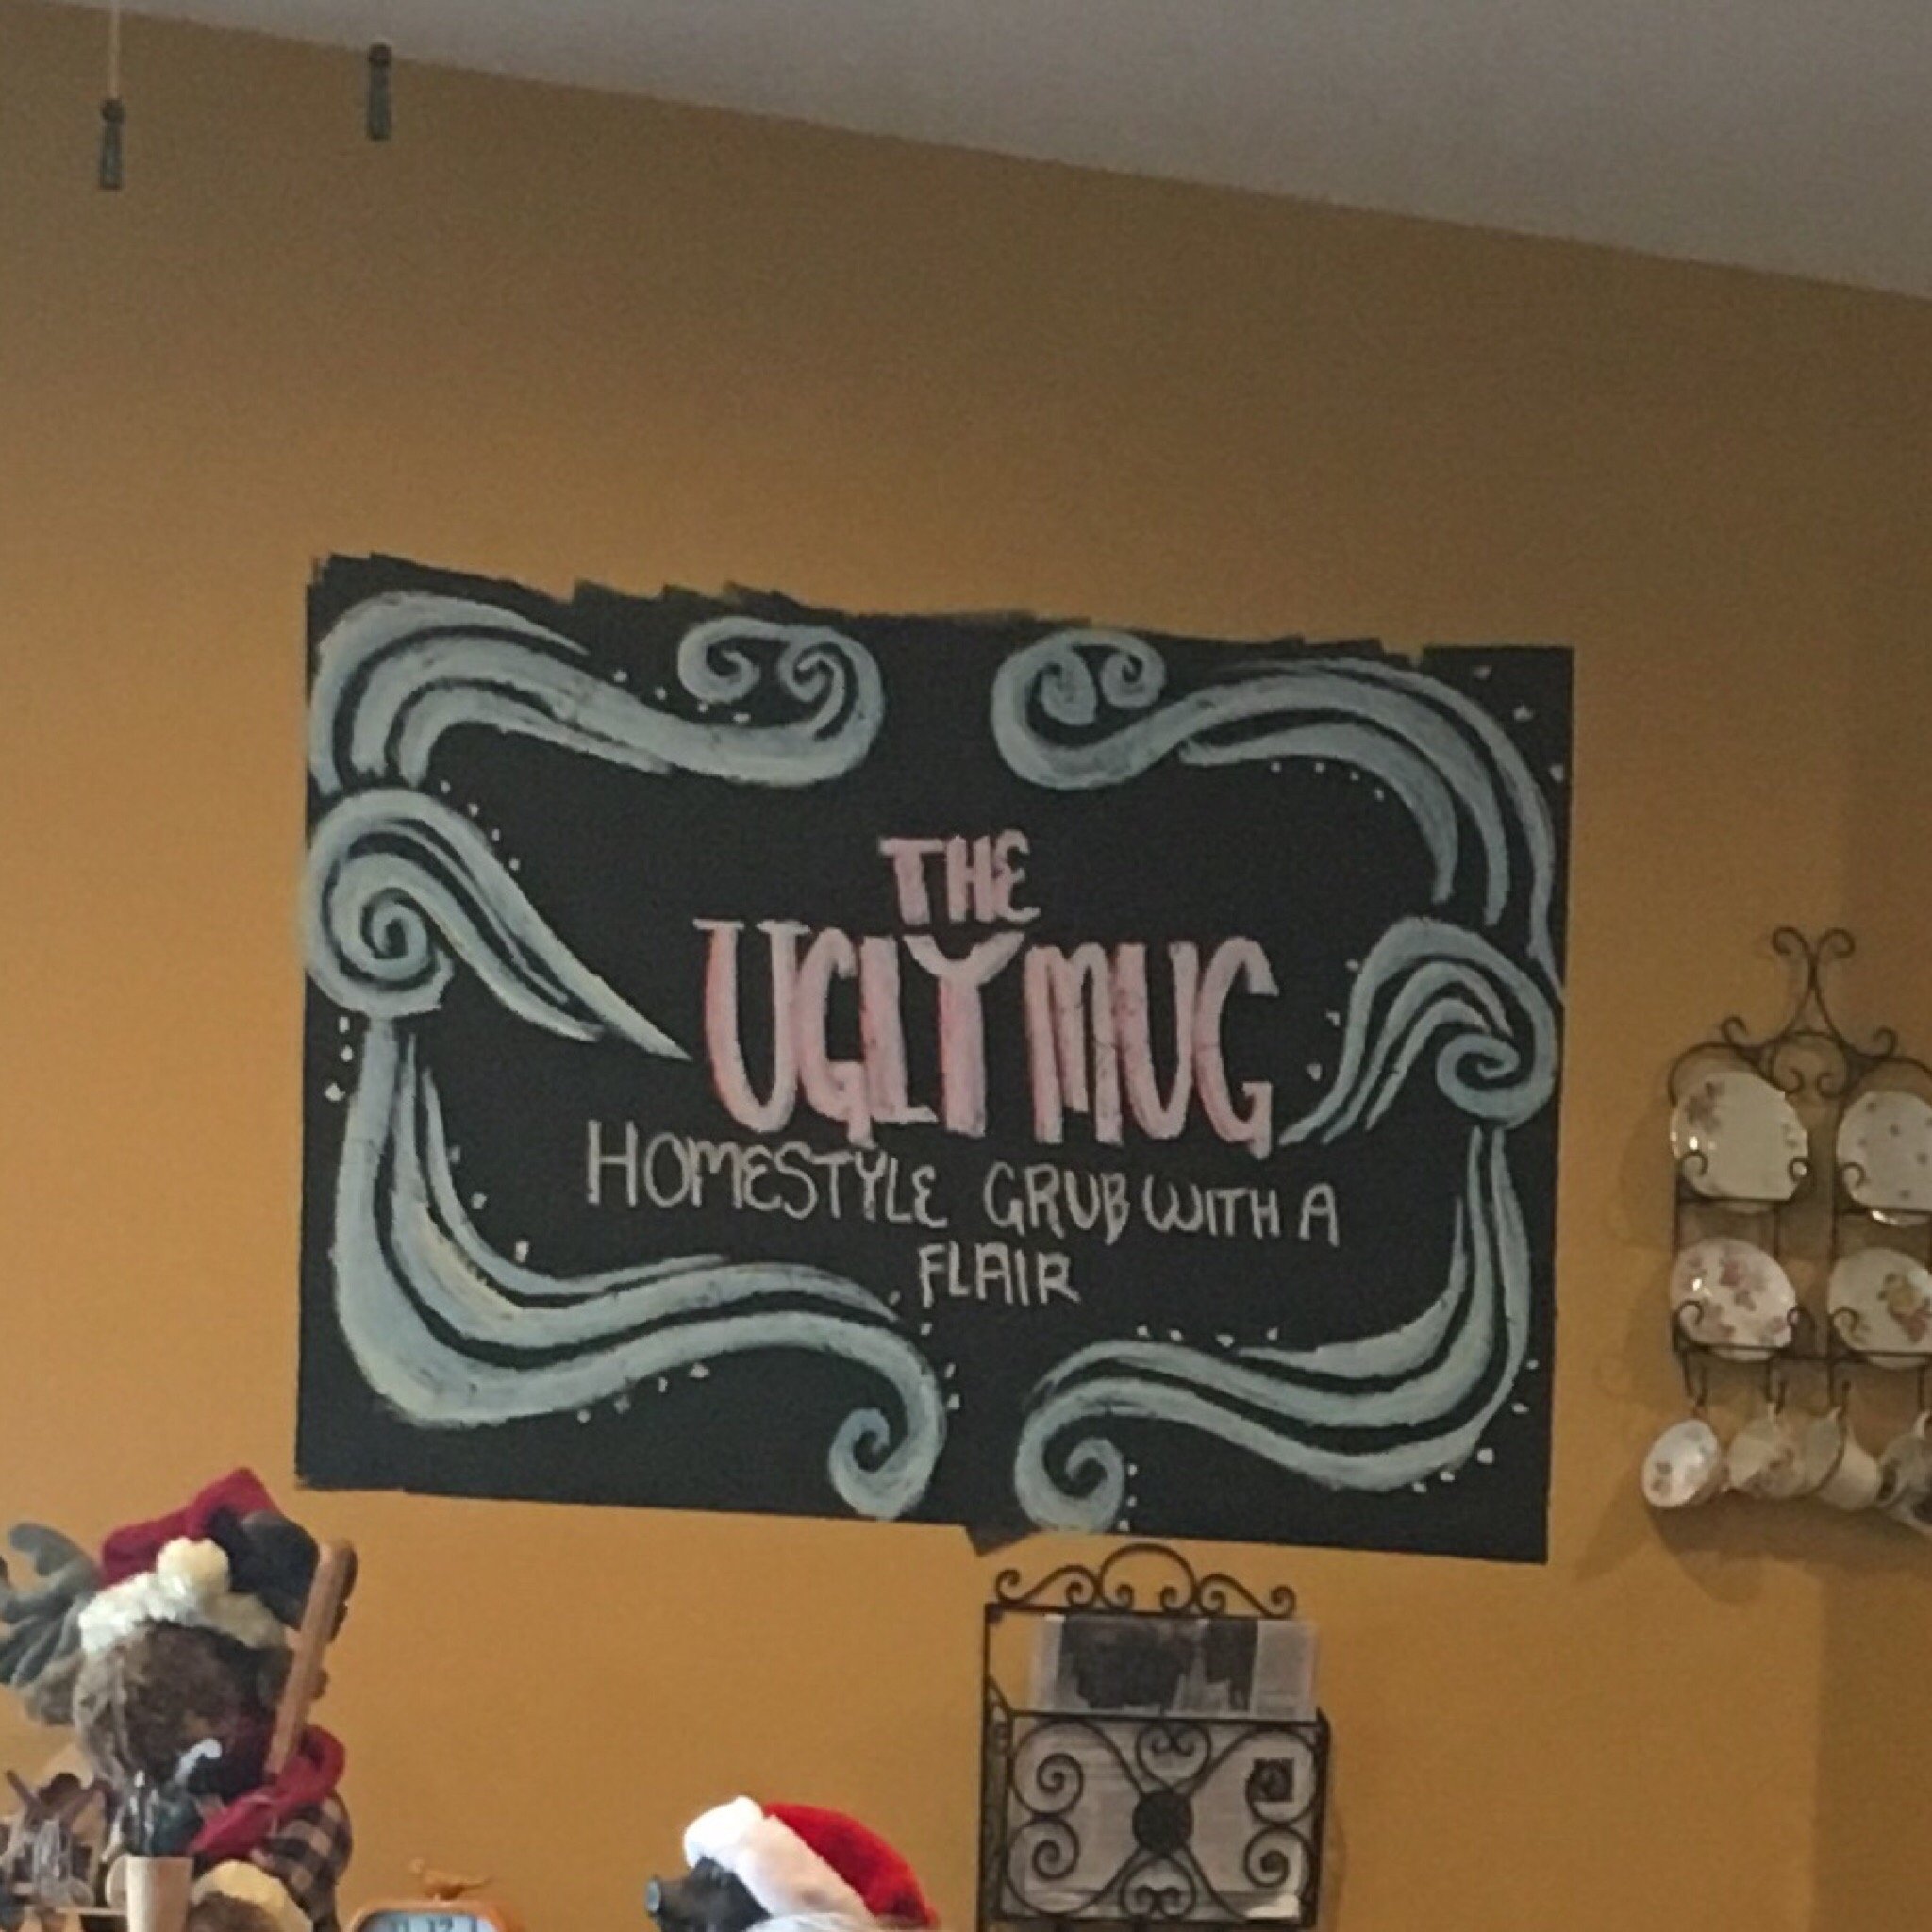 THE
UGLY MUG
HOMESTYLE GRUB WITH A
FLAIR